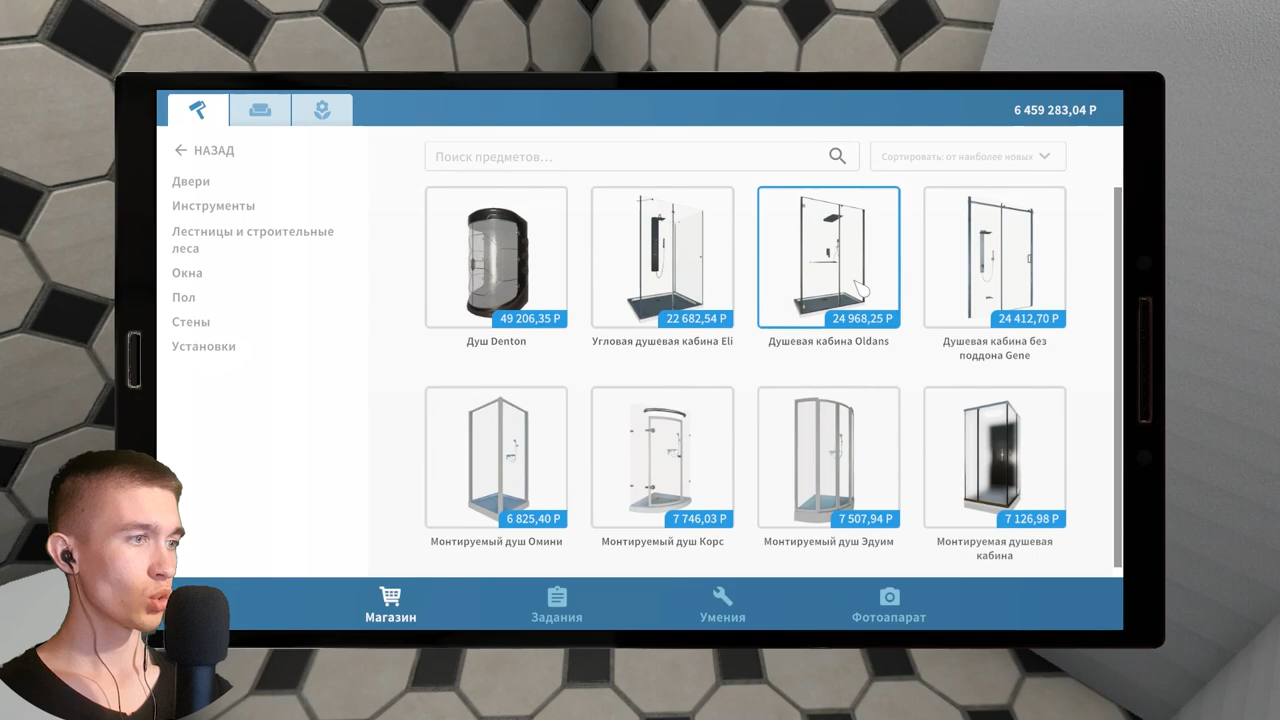 6 459 283,04 Р
НАЗАД
Двери
Инструменты
Лестницы и строительные
леса
Окна
Пол
Стены
Установки
Поиск предметов...
Сортировать: от наиболее новых
49 206,35 Р
Душ Denton
22 682,54 Р
Угловая душевая кабина Eli
24 968,25 Р
Душевая кабина Oldans
24 412,70 Р
Душевая кабина без
поддона Gene
6 825,40 Р
Монтируемый душ Омини
7 746,03 Р
Монтируемый душ Корс
7 507,94 Р
Монтируемый душ Эдуим
7 126,98 Р
Монтируемая душевая
кабина
Магазин
Задания
Умения
Фотоапарат